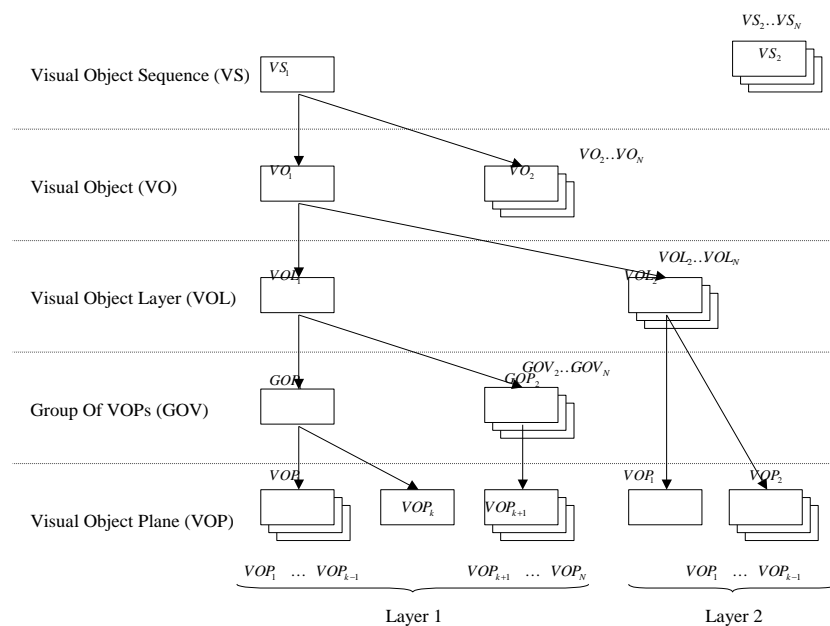 VS₂…VS_N
Visual Object Sequence (VS) VS₁ VS₂
VO₂…VO_N
Visual Object (VO) VO₁ VO₂
VOL₂…VOL_N
VOL₁ VOL₂
Visual Object Layer (VOL)
GOV₂…GOV_N
GOP GOP₂
Group Of VOPs (GOV)
VOP VOP₁ VOP₂
Visual Object Plane (VOP) VOP_k VOP_{k+1}
VOP₁ … VOP_{k-1} VOP_{k+1} … VOP_N VOP₁ … VOP_{k-1}
Layer 1 Layer 2